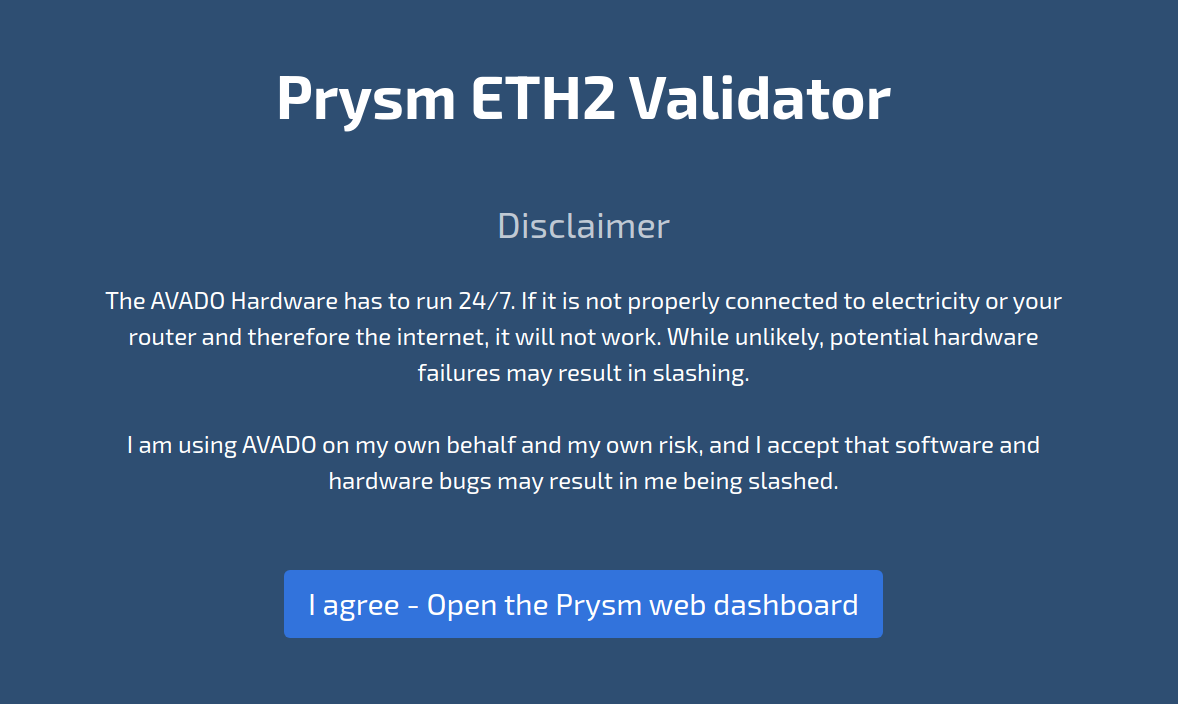 Prysm ETH2 Validator
Disclaimer
The AVADO Hardware has to run 24/7. If it is not properly connected to electricity or your
router and therefore the internet, it will not work. While unlikely, potential hardware
failures may result in slashing.
I am using AVADO on my own behalf and my own risk, and I accept that software and
hardware bugs may result in me being slashed.
I agree - Open the Prysm web dashboard